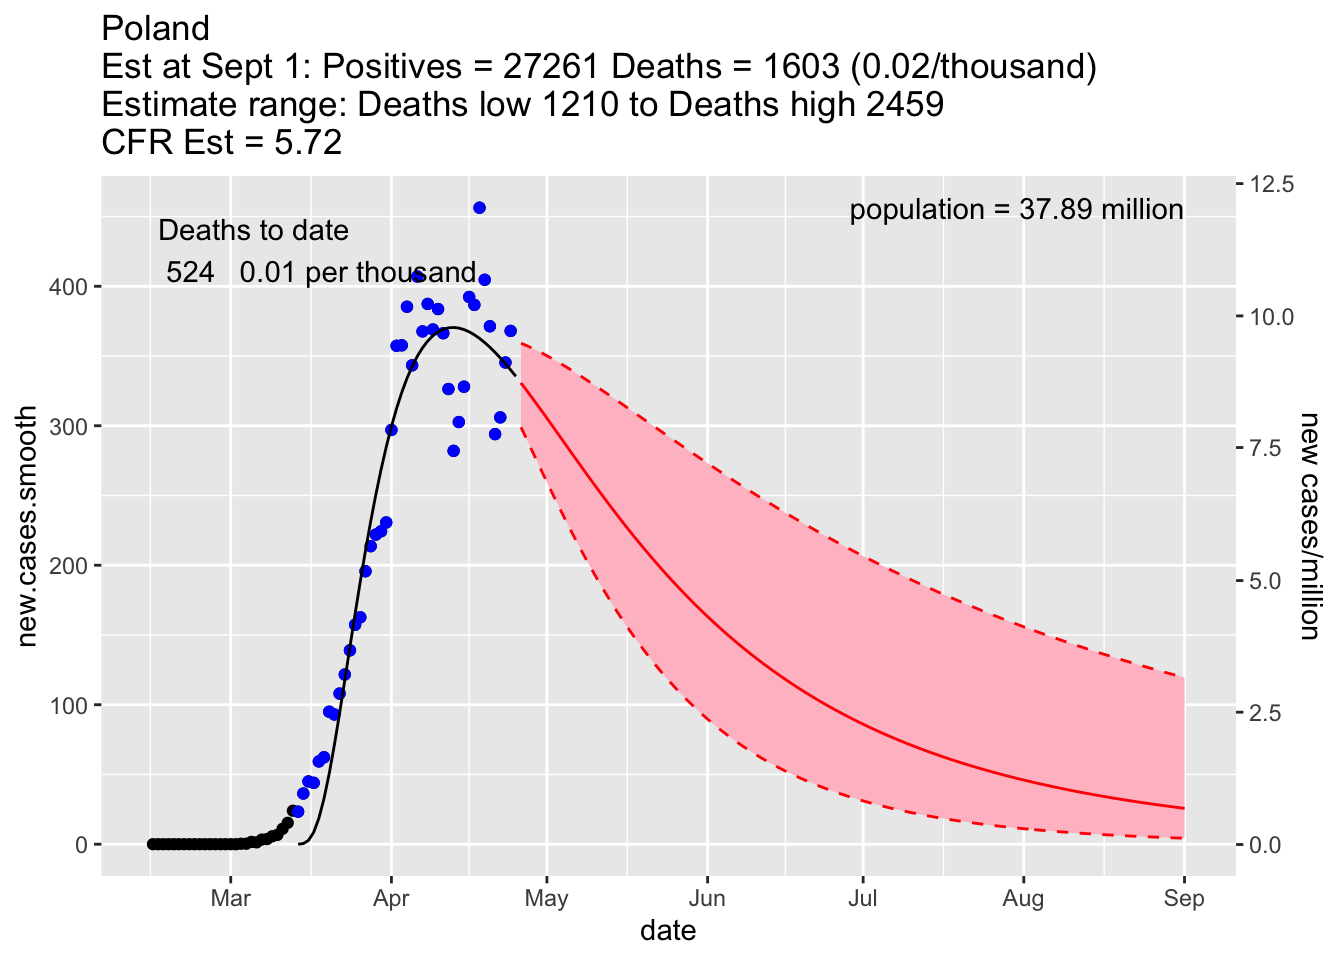 Poland
Est at Sept 1: Positives = 27261 Deaths = 1603 (0.02/thousand)
Estimate range: Deaths low 1210 to Deaths high 2459
CFR Est = 5.72
Deaths to date
524 0.01 per thousand
population = 37.89 million
400
300
200
100
0
new.cases.smooth
12.5
10.0
7.5
5.0
2.5
0.0
new cases/million
Mar Apr May Jun Jul Aug Sep
date